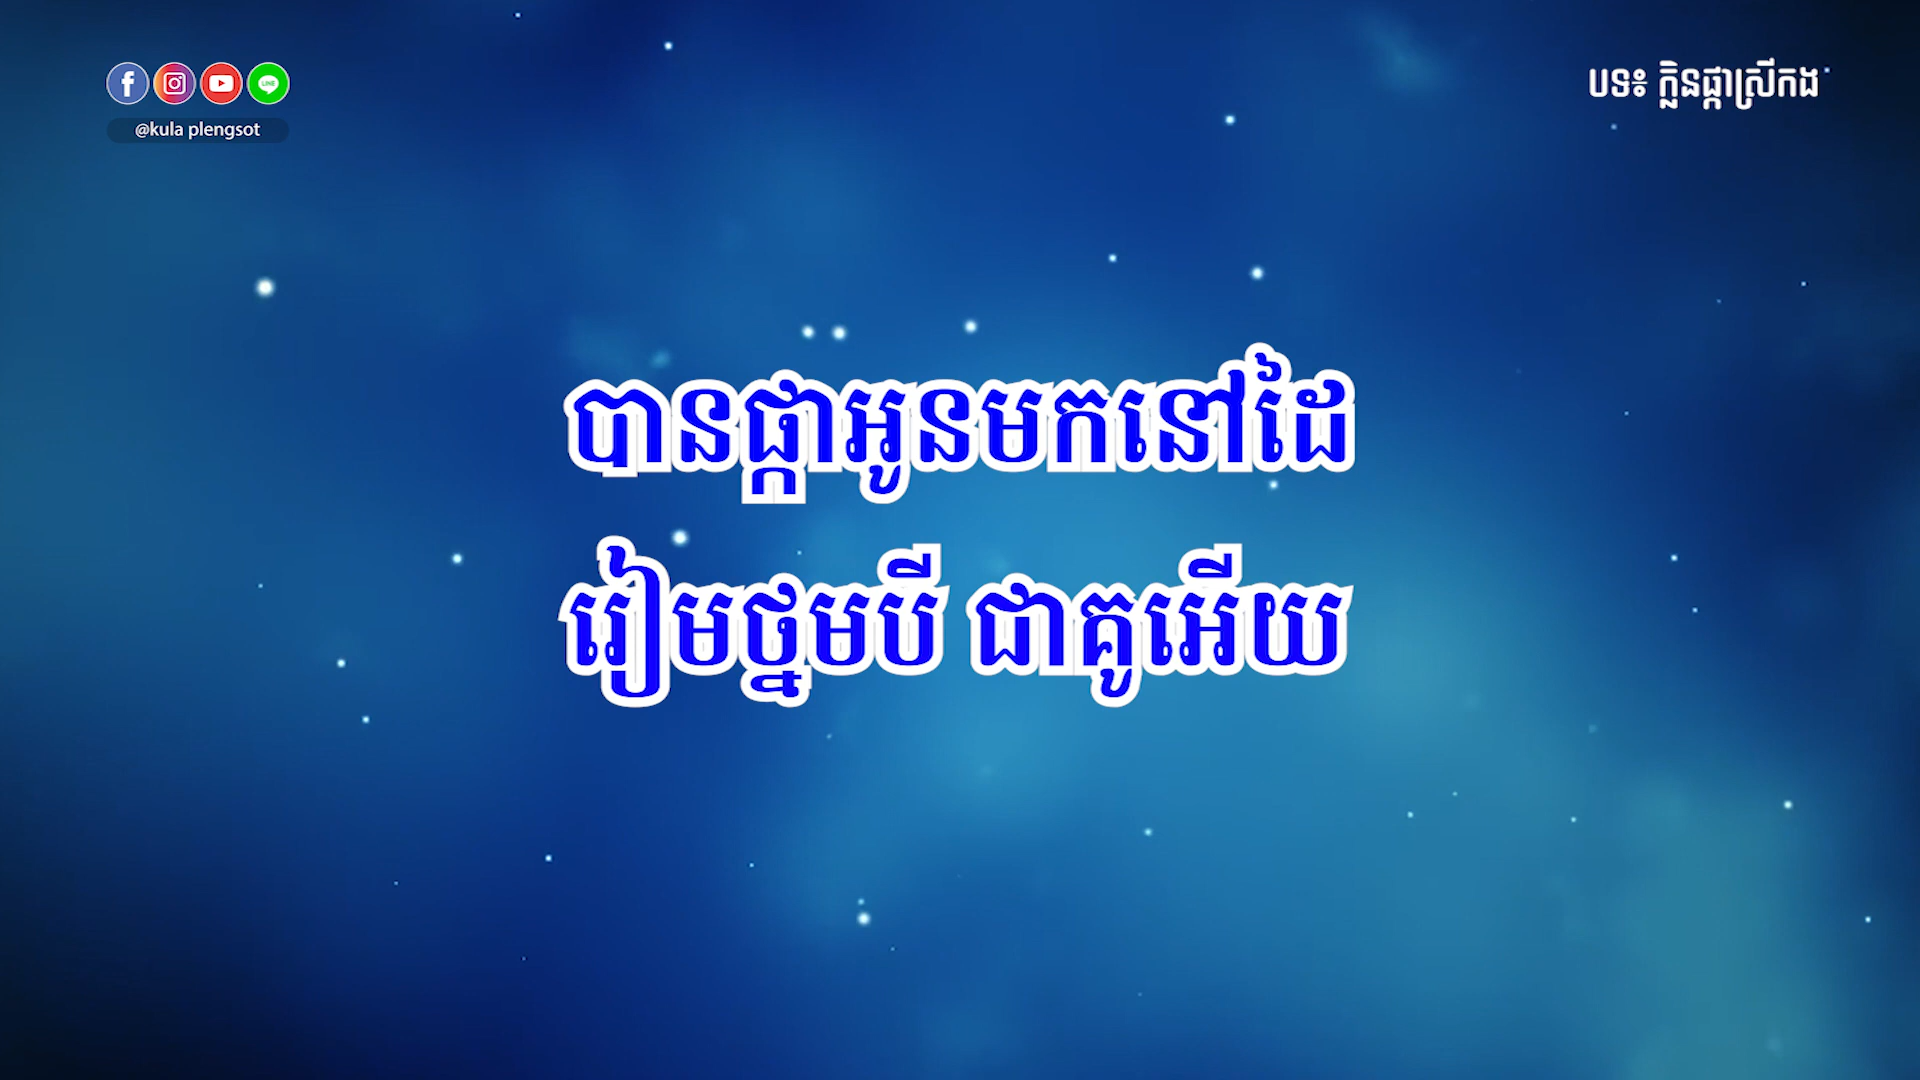 @kula plengsot
បទ៖ ក្លិនផ្កាស្រីកង
បានផ្កាអូនមកនៅដៃ
រៀមថ្នមបី ជាគូអើយ